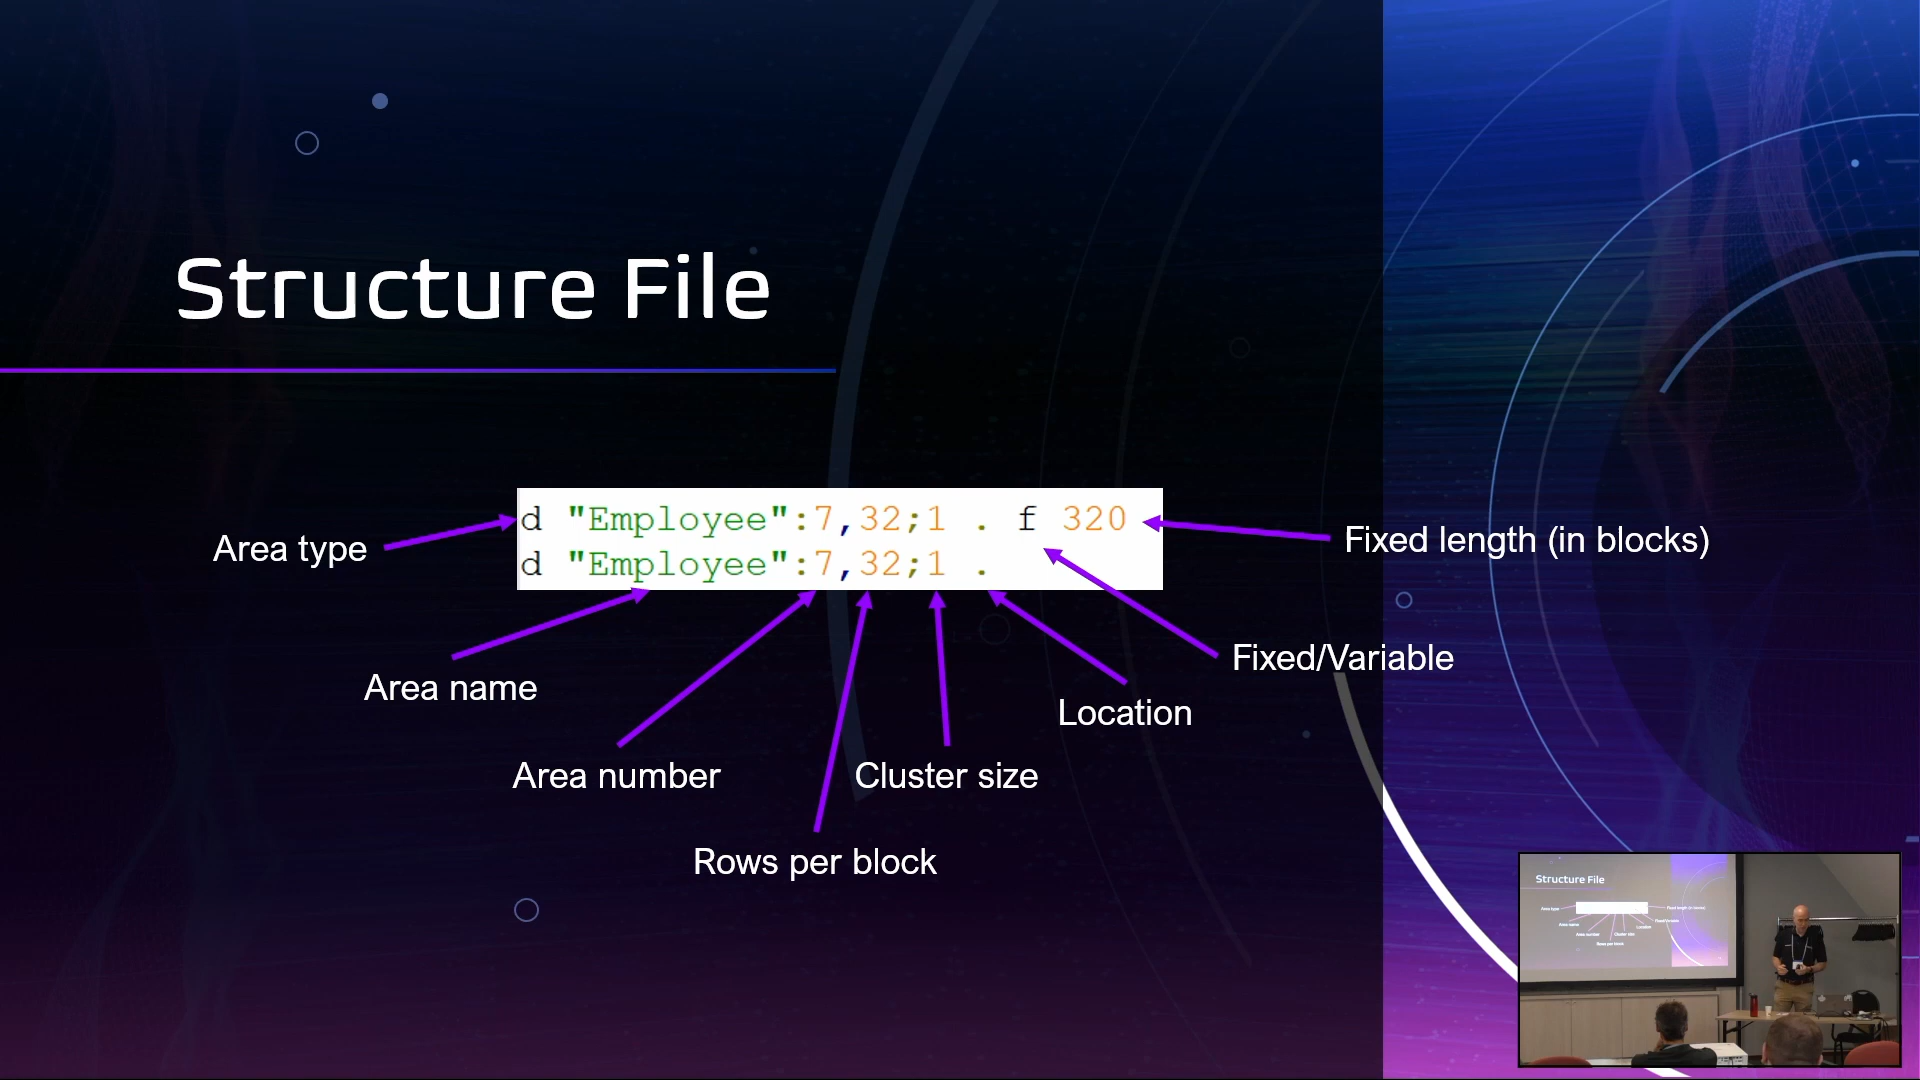 Structure File
d "Employee":7,32;1 . f 320
d "Employee":7,32;1 .
Area type
Fixed length (in blocks)
Area name
Fixed/Variable
Location
Area number
Cluster size
Rows per block
Structure File